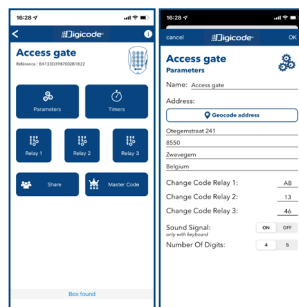 16:28
Digicode®
Access gate
Parameters
Timers
Relay 1
Relay 2
Relay 3
Share
Master Code
Box found
16:28
cancel
Digicode®
OK
Access gate
Parameters
Name: Access gate
Address:
Geocode address
Otegemstraat 241
8550
Zwevegem
Belgium
Change Code Relay 1: AB
Change Code Relay 2: 13
Change Code Relay 3: 46
Sound Signal: ON OFF
only with keyboard
Number Of Digits: 4 5